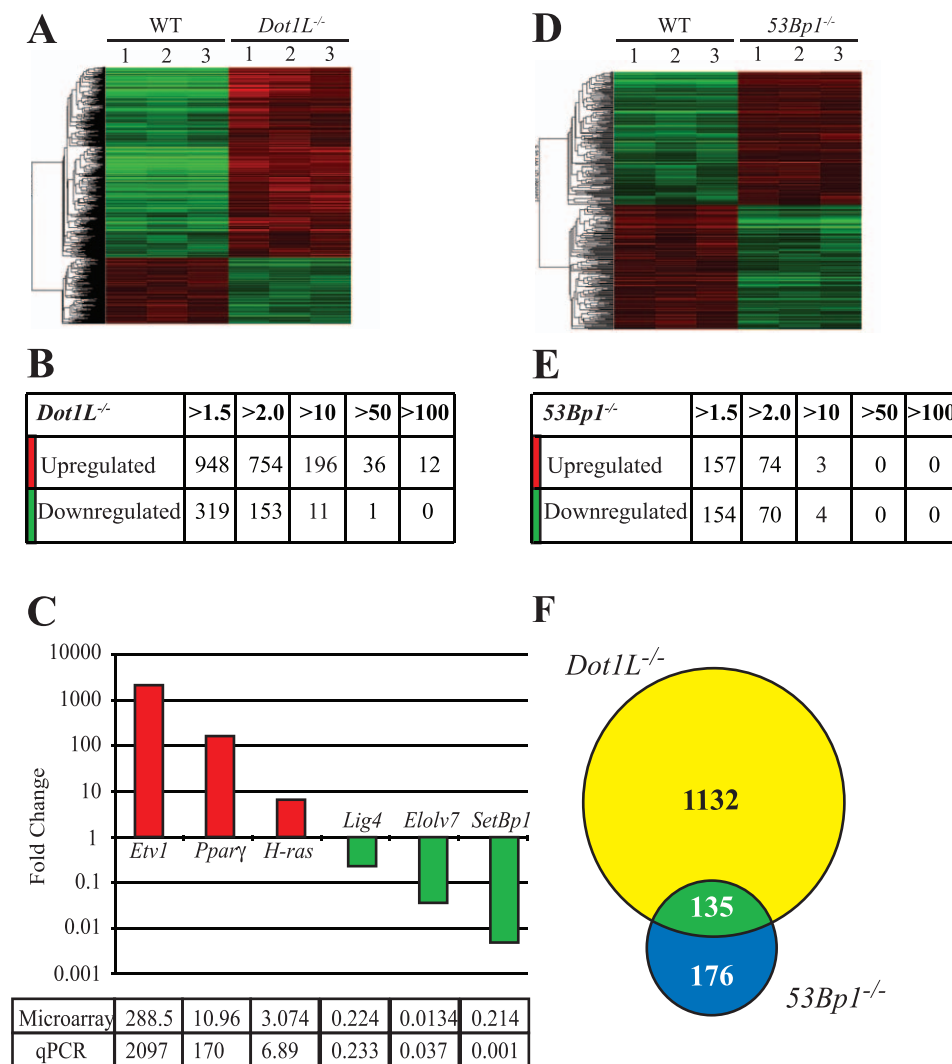 A
WT Dot1L-/-
1 2 3 1 2 3
B
Dot1L-/- >1.5 >2.0 >10 >50 >100
Upregulated 948 754 196 36 12
Downregulated 319 153 11 1 0
C
Fold Change
10000
1000
100
10
1
0.1
0.01
0.001
Etv1 Pparγ H-ras Lig4 Elolv7 SetBp1
Microarray 288.5 10.96 3.074 0.224 0.0134 0.214
qPCR 2097 170 6.89 0.233 0.037 0.001
D
WT 53Bp1-/-
1 2 3 1 2 3
E
53Bp1-/- >1.5 >2.0 >10 >50 >100
Upregulated 157 74 3 0 0
Downregulated 154 70 4 0 0
F
Dot1L-/-
1132
135
176
53Bp1-/-